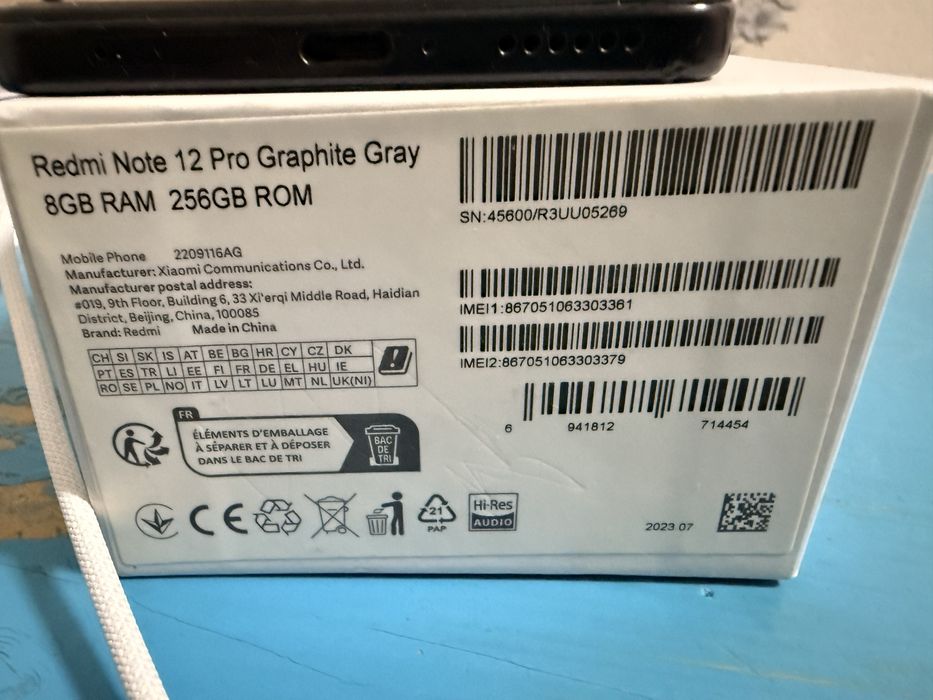 Redmi Note 12 Pro Graphite Gray
8GB RAM 256GB ROM
Mobile Phone 2209116AG
Manufacturer: Xiaomi Communications Co., Ltd.
Manufacturer postal address:
#019, 9th Floor, Building 6, 33 Xi'erqi Middle Road, Haidian
District, Beijing, China, 100085
Brand: Redmi Made in China
CH SI SK IS AT BE BG HR CY CZ DK
PT ES TR LI EE FI FR DE EL HU IE
RO SE PL NO IT LV LT LU MT NL UK(NI)
FR
ÉLÉMENTS D'EMBALLAGE
À SÉPARER ET À DÉPOSER
DANS LE BAC DE TRI
BAC
DE
TRI
CE
21
PAP
Hi-Res
AUDIO
SN:45600/R3UU05269
IMEI1:867051063303361
IMEI2:867051063303379
6 941812 714454
2023.07